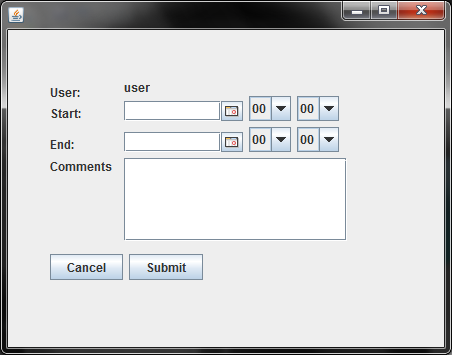 User: user
Start: 00 00
End: 00 00
Comments
Cancel Submit